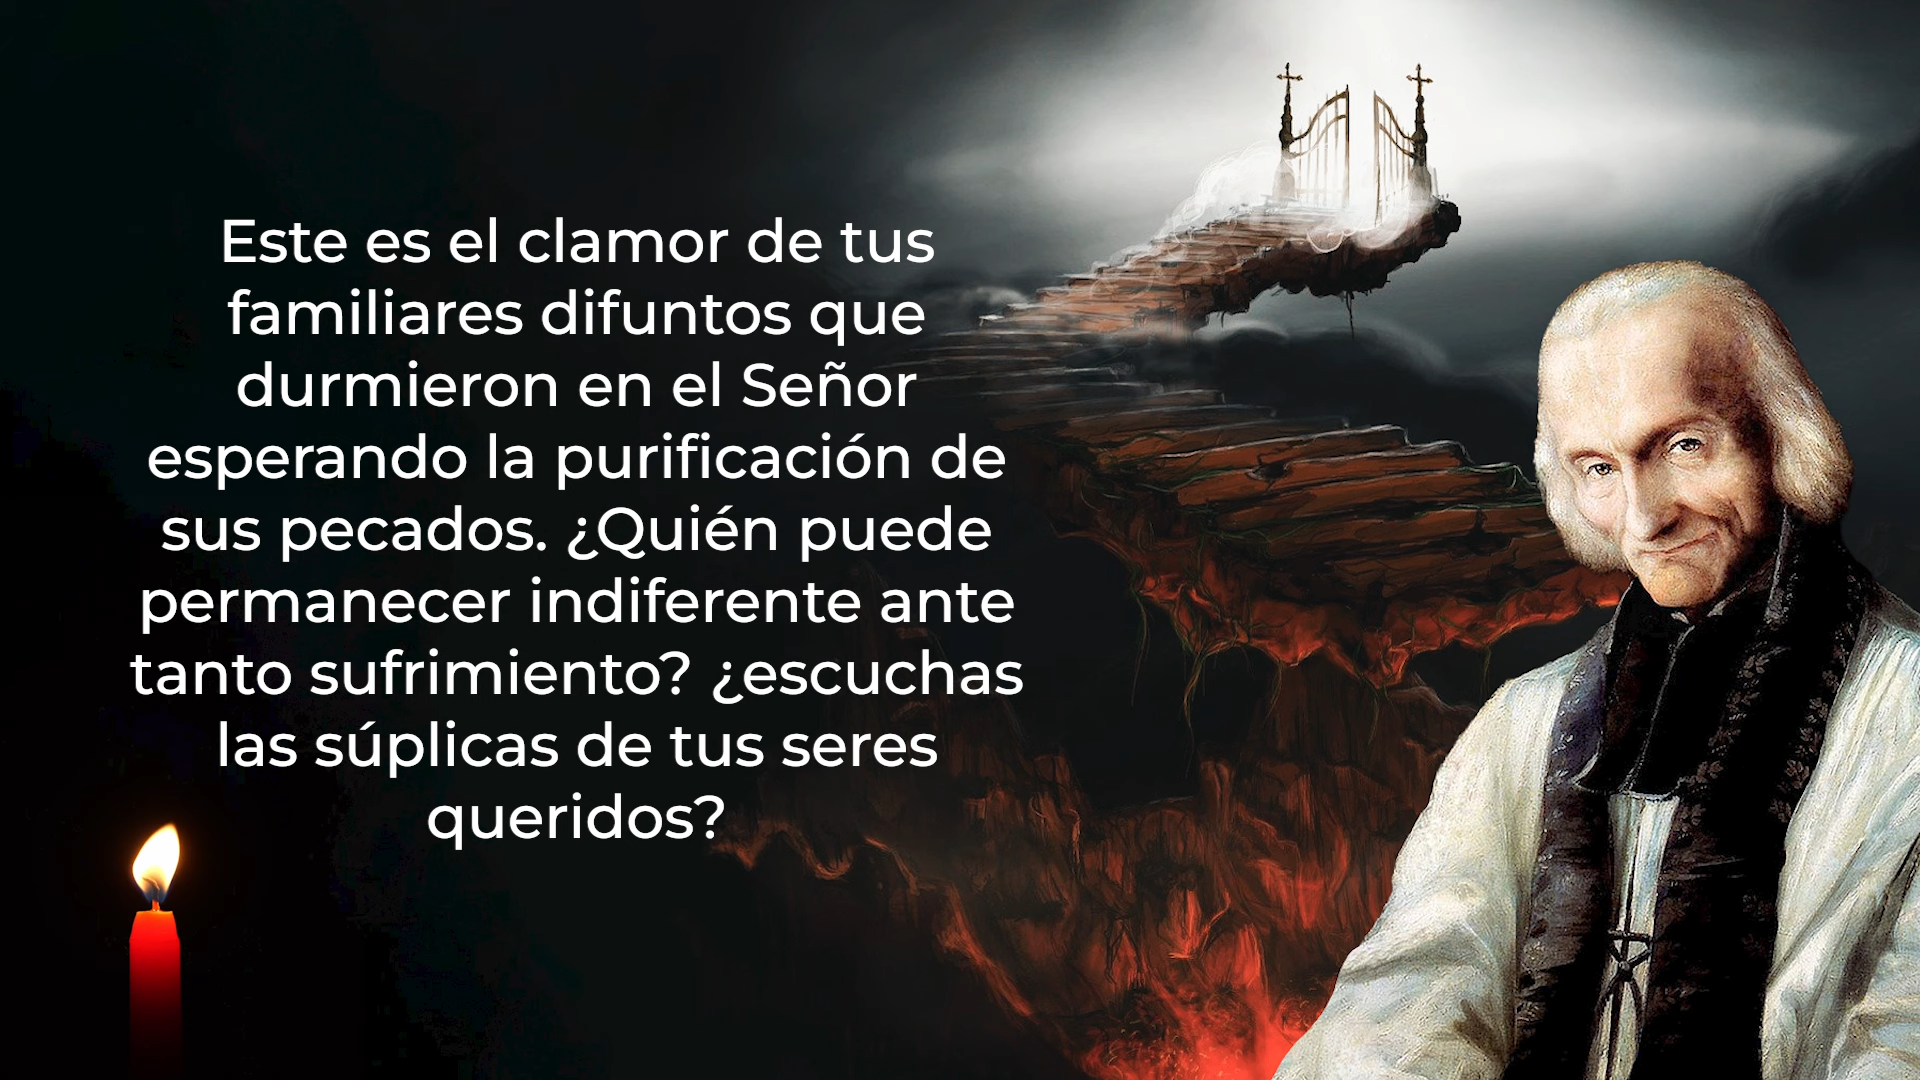 Este es el clamor de tus
familiares difuntos que
durmieron en el Señor
esperando la purificación de
sus pecados. ¿Quién puede
permanecer indiferente ante
tanto sufrimiento? ¿escuchas
las súplicas de tus seres
queridos?